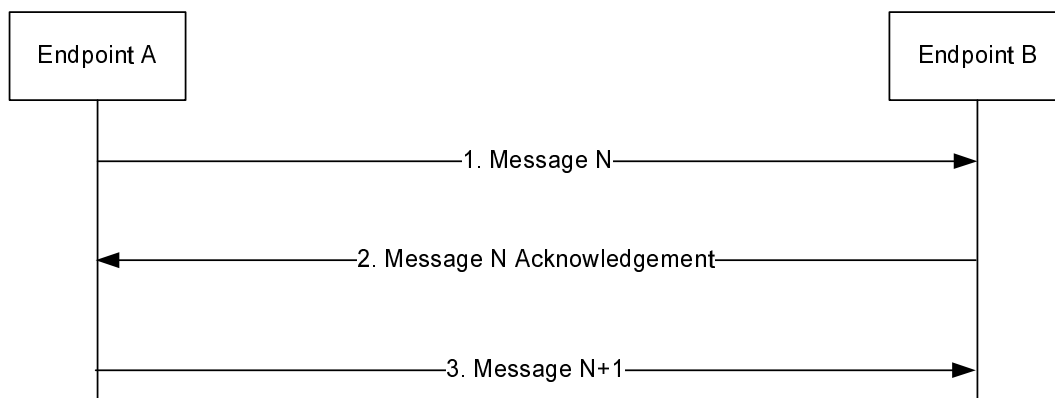 Endpoint A
Endpoint B
1. Message N
2. Message N Acknowledgement
3. Message N+1